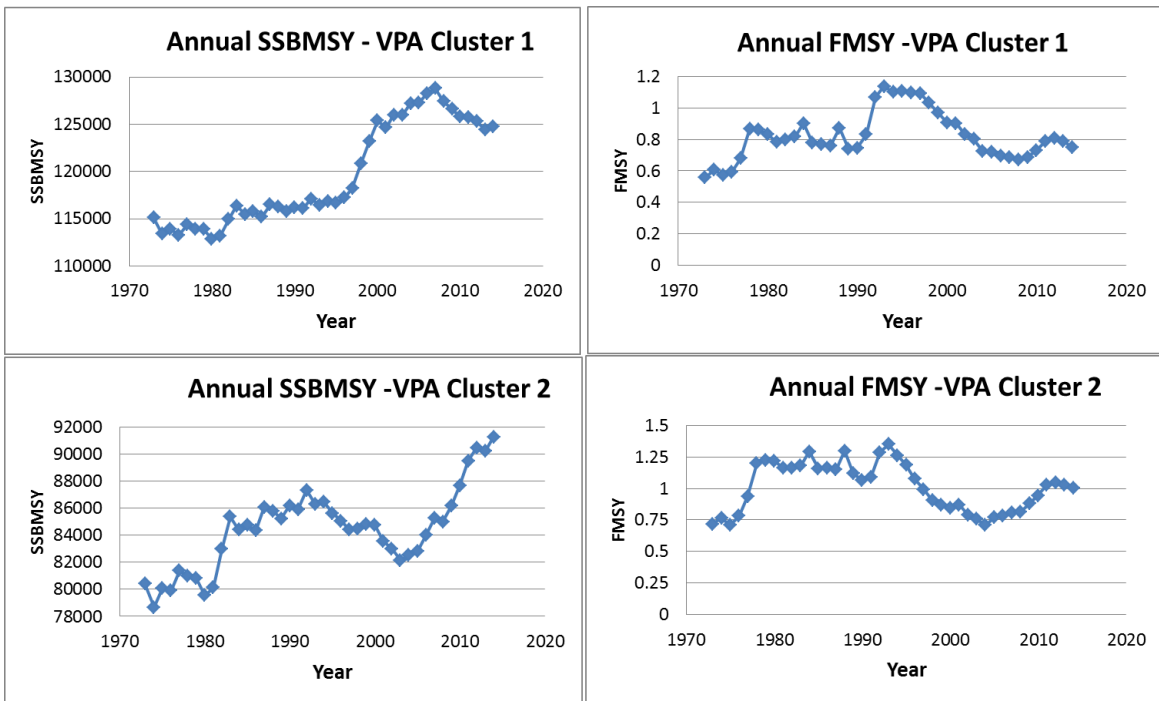 Annual SSBMSY - VPA Cluster 1
130000
125000
120000
115000
110000
SSBMSY
1970 1980 1990 2000 2010 2020
Year
Annual FMSY -VPA Cluster 1
1.2
1
0.8
0.6
0.4
0.2
0
FMSY
1970 1980 1990 2000 2010 2020
Year
Annual SSBMSY -VPA Cluster 2
92000
90000
88000
86000
84000
82000
80000
78000
SSBMSY
1970 1980 1990 2000 2010 2020
Year
Annual FMSY -VPA Cluster 2
1.5
1.25
1
0.75
0.5
0.25
0
FMSY
1970 1980 1990 2000 2010 2020
Year